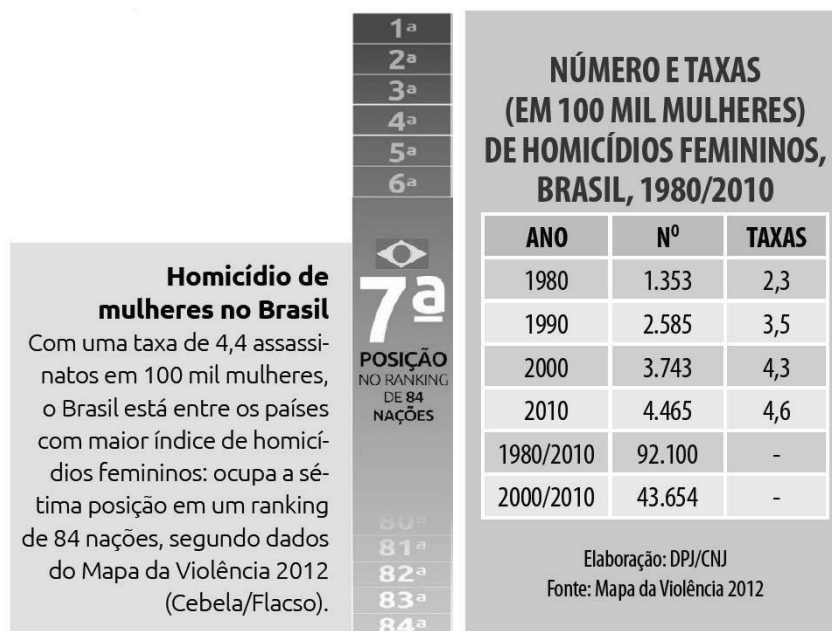 Homicídio de
mulheres no Brasil
Com uma taxa de 4,4 assassi-
natos em 100 mil mulheres,
o Brasil está entre os países
com maior índice de homicí-
dios femininos: ocupa a sé-
tima posição em um ranking
de 84 nações, segundo dados
do Mapa da Violência 2012
(Cebela/Flacso).
1ª
2ª
3ª
4ª
5ª
6ª
7ª
POSIÇÃO
NO RANKING
DE 84
NAÇÕES
80ª
81ª
82ª
83ª
84ª
NÚMERO E TAXAS
(EM 100 MIL MULHERES)
DE HOMICÍDIOS FEMININOS,
BRASIL, 1980/2010
ANO Nº TAXAS
1980 1.353 2,3
1990 2.585 3,5
2000 3.743 4,3
2010 4.465 4,6
1980/2010 92.100 -
2000/2010 43.654 -
Elaboração: DPJ/CNJ
Fonte: Mapa da Violência 2012